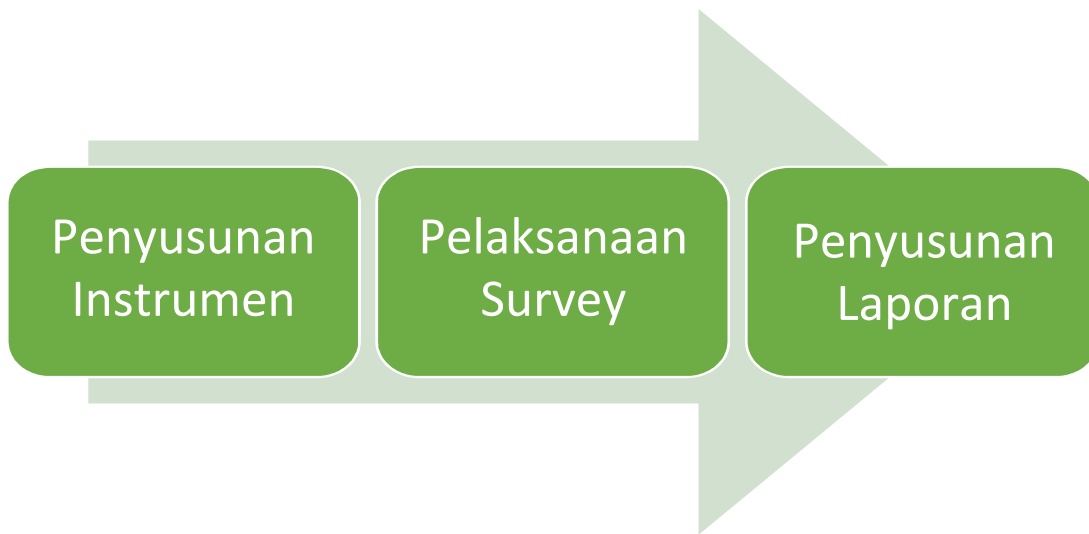 Penyusunan
Instrumen
Pelaksanaan
Survey
Penyusunan
Laporan